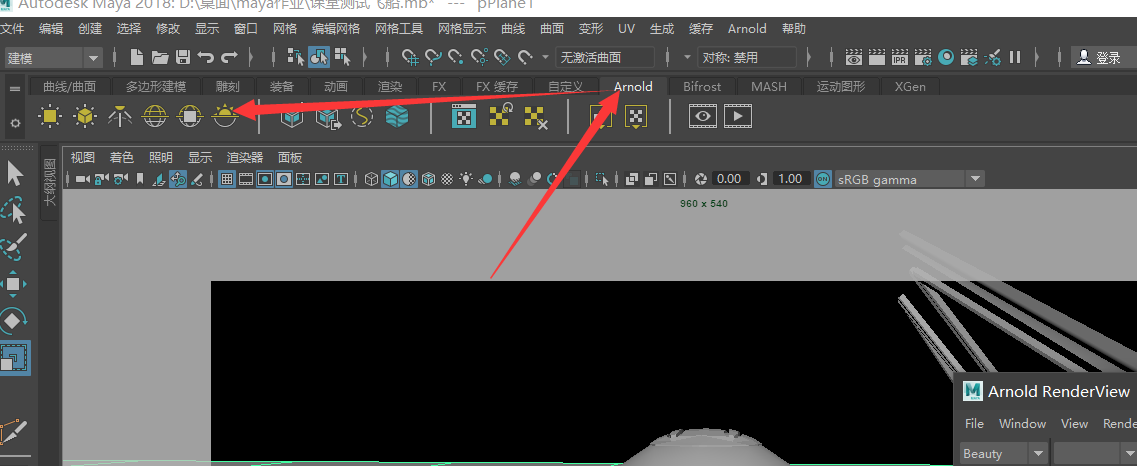 Autodesk Maya 2018: D:\桌面\maya作业\课堂测试飞船.mb* --- pPlane1
文件 编辑 创建 选择 修改 显示 窗口 网格 编辑网格 网格工具 网格显示 曲线 曲面 变形 UV 生成 缓存 Arnold 帮助
建模 IPR 无激活曲面 对称: 禁用 登录
曲线/曲面 多边形建模 雕刻 装备 动画 渲染 FX FX 缓存 自定义 Arnold Bifrost MASH 运动图形 XGen
视图 着色 照明 显示 渲染器 面板
大纲视图
0.00 1.00 ON sRGB gamma
960 x 540
M Arnold RenderView
File Window View Rende
Beauty